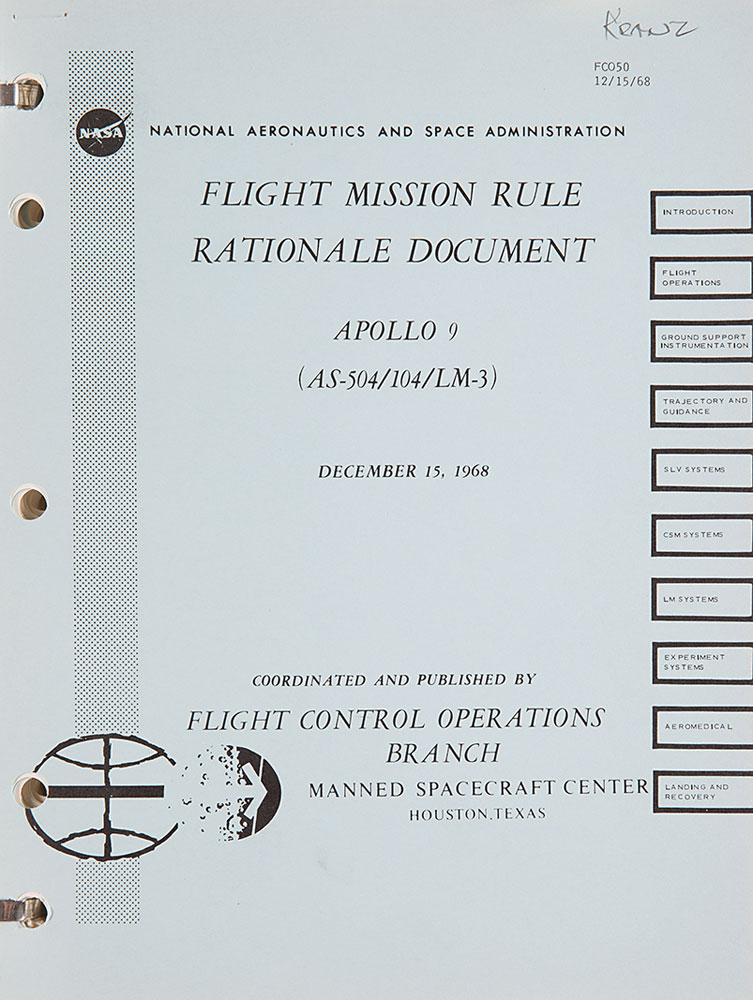 Kranz
FCO50
12/15/68
NASA
NATIONAL AERONAUTICS AND SPACE ADMINISTRATION
FLIGHT MISSION RULE
RATIONALE DOCUMENT
APOLLO 9
(AS-504/104/LM-3)
DECEMBER 15, 1968
INTRODUCTION
FLIGHT
OPERATIONS
GROUND SUPPORT
INSTRUMENTATION
TRAJECTORY AND
GUIDANCE
SLV SYSTEMS
CSM SYSTEMS
LM SYSTEMS
EXPERIMENT
SYSTEMS
AEROMEDICAL
LANDING AND
RECOVERY
COORDINATED AND PUBLISHED BY
FLIGHT CONTROL OPERATIONS
BRANCH
MANNED SPACECRAFT CENTER
HOUSTON,TEXAS